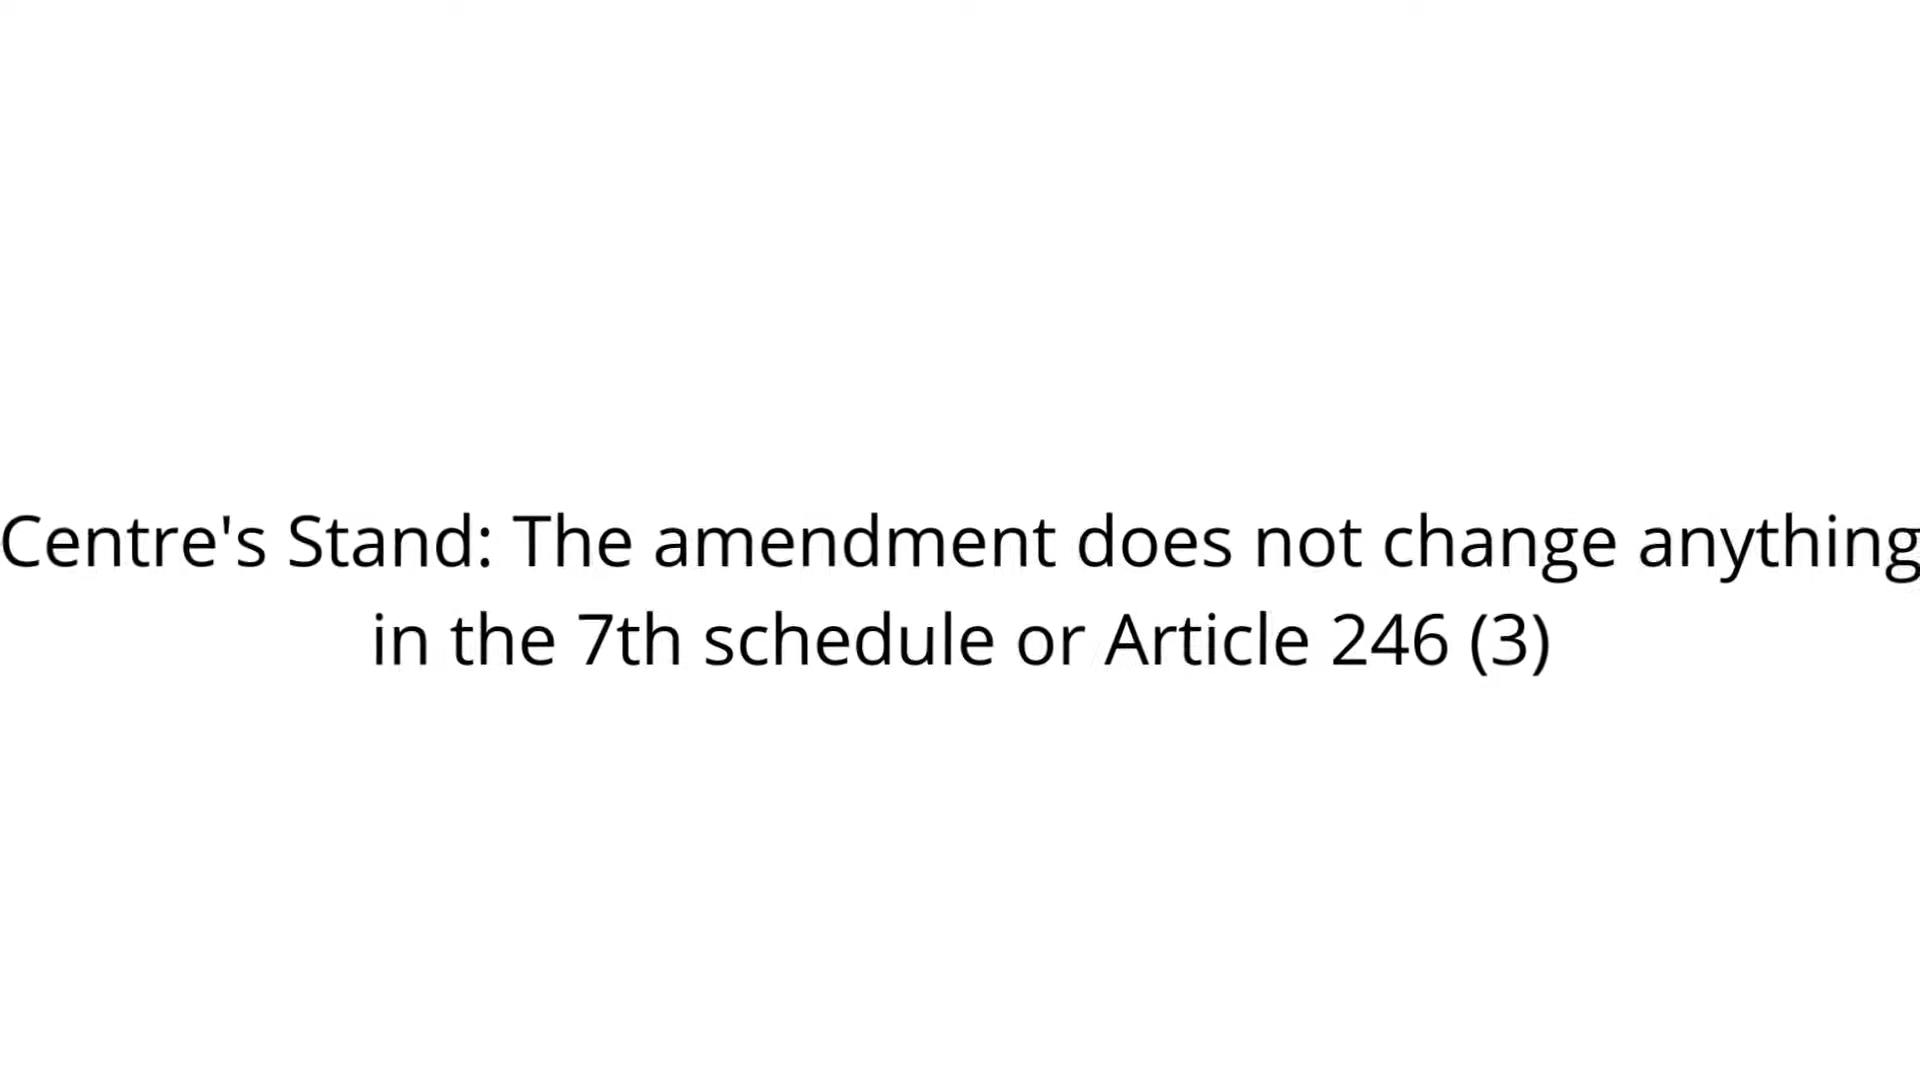 Centre's Stand: The amendment does not change anything
in the 7th schedule or Article 246 (3)